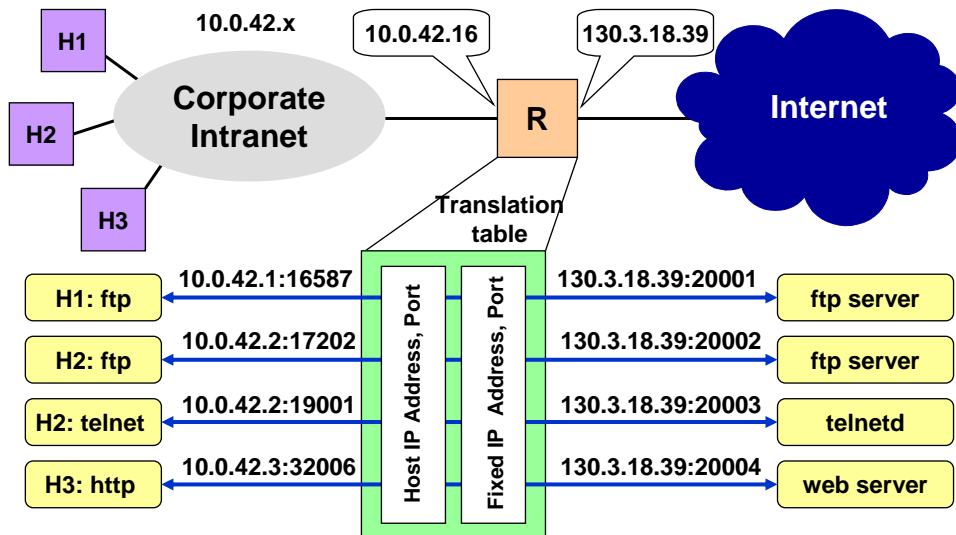 10.0.42.x
10.0.42.16
130.3.18.39
H1
H2
H3
Corporate
Intranet
R
Internet
Translation
table
H1: ftp
10.0.42.1:16587
130.3.18.39:20001
ftp server
H2: ftp
10.0.42.2:17202
130.3.18.39:20002
ftp server
H2: telnet
10.0.42.2:19001
130.3.18.39:20003
telnetd
H3: http
10.0.42.3:32006
130.3.18.39:20004
web server
Host IP Address, Port
Fixed IP Address, Port